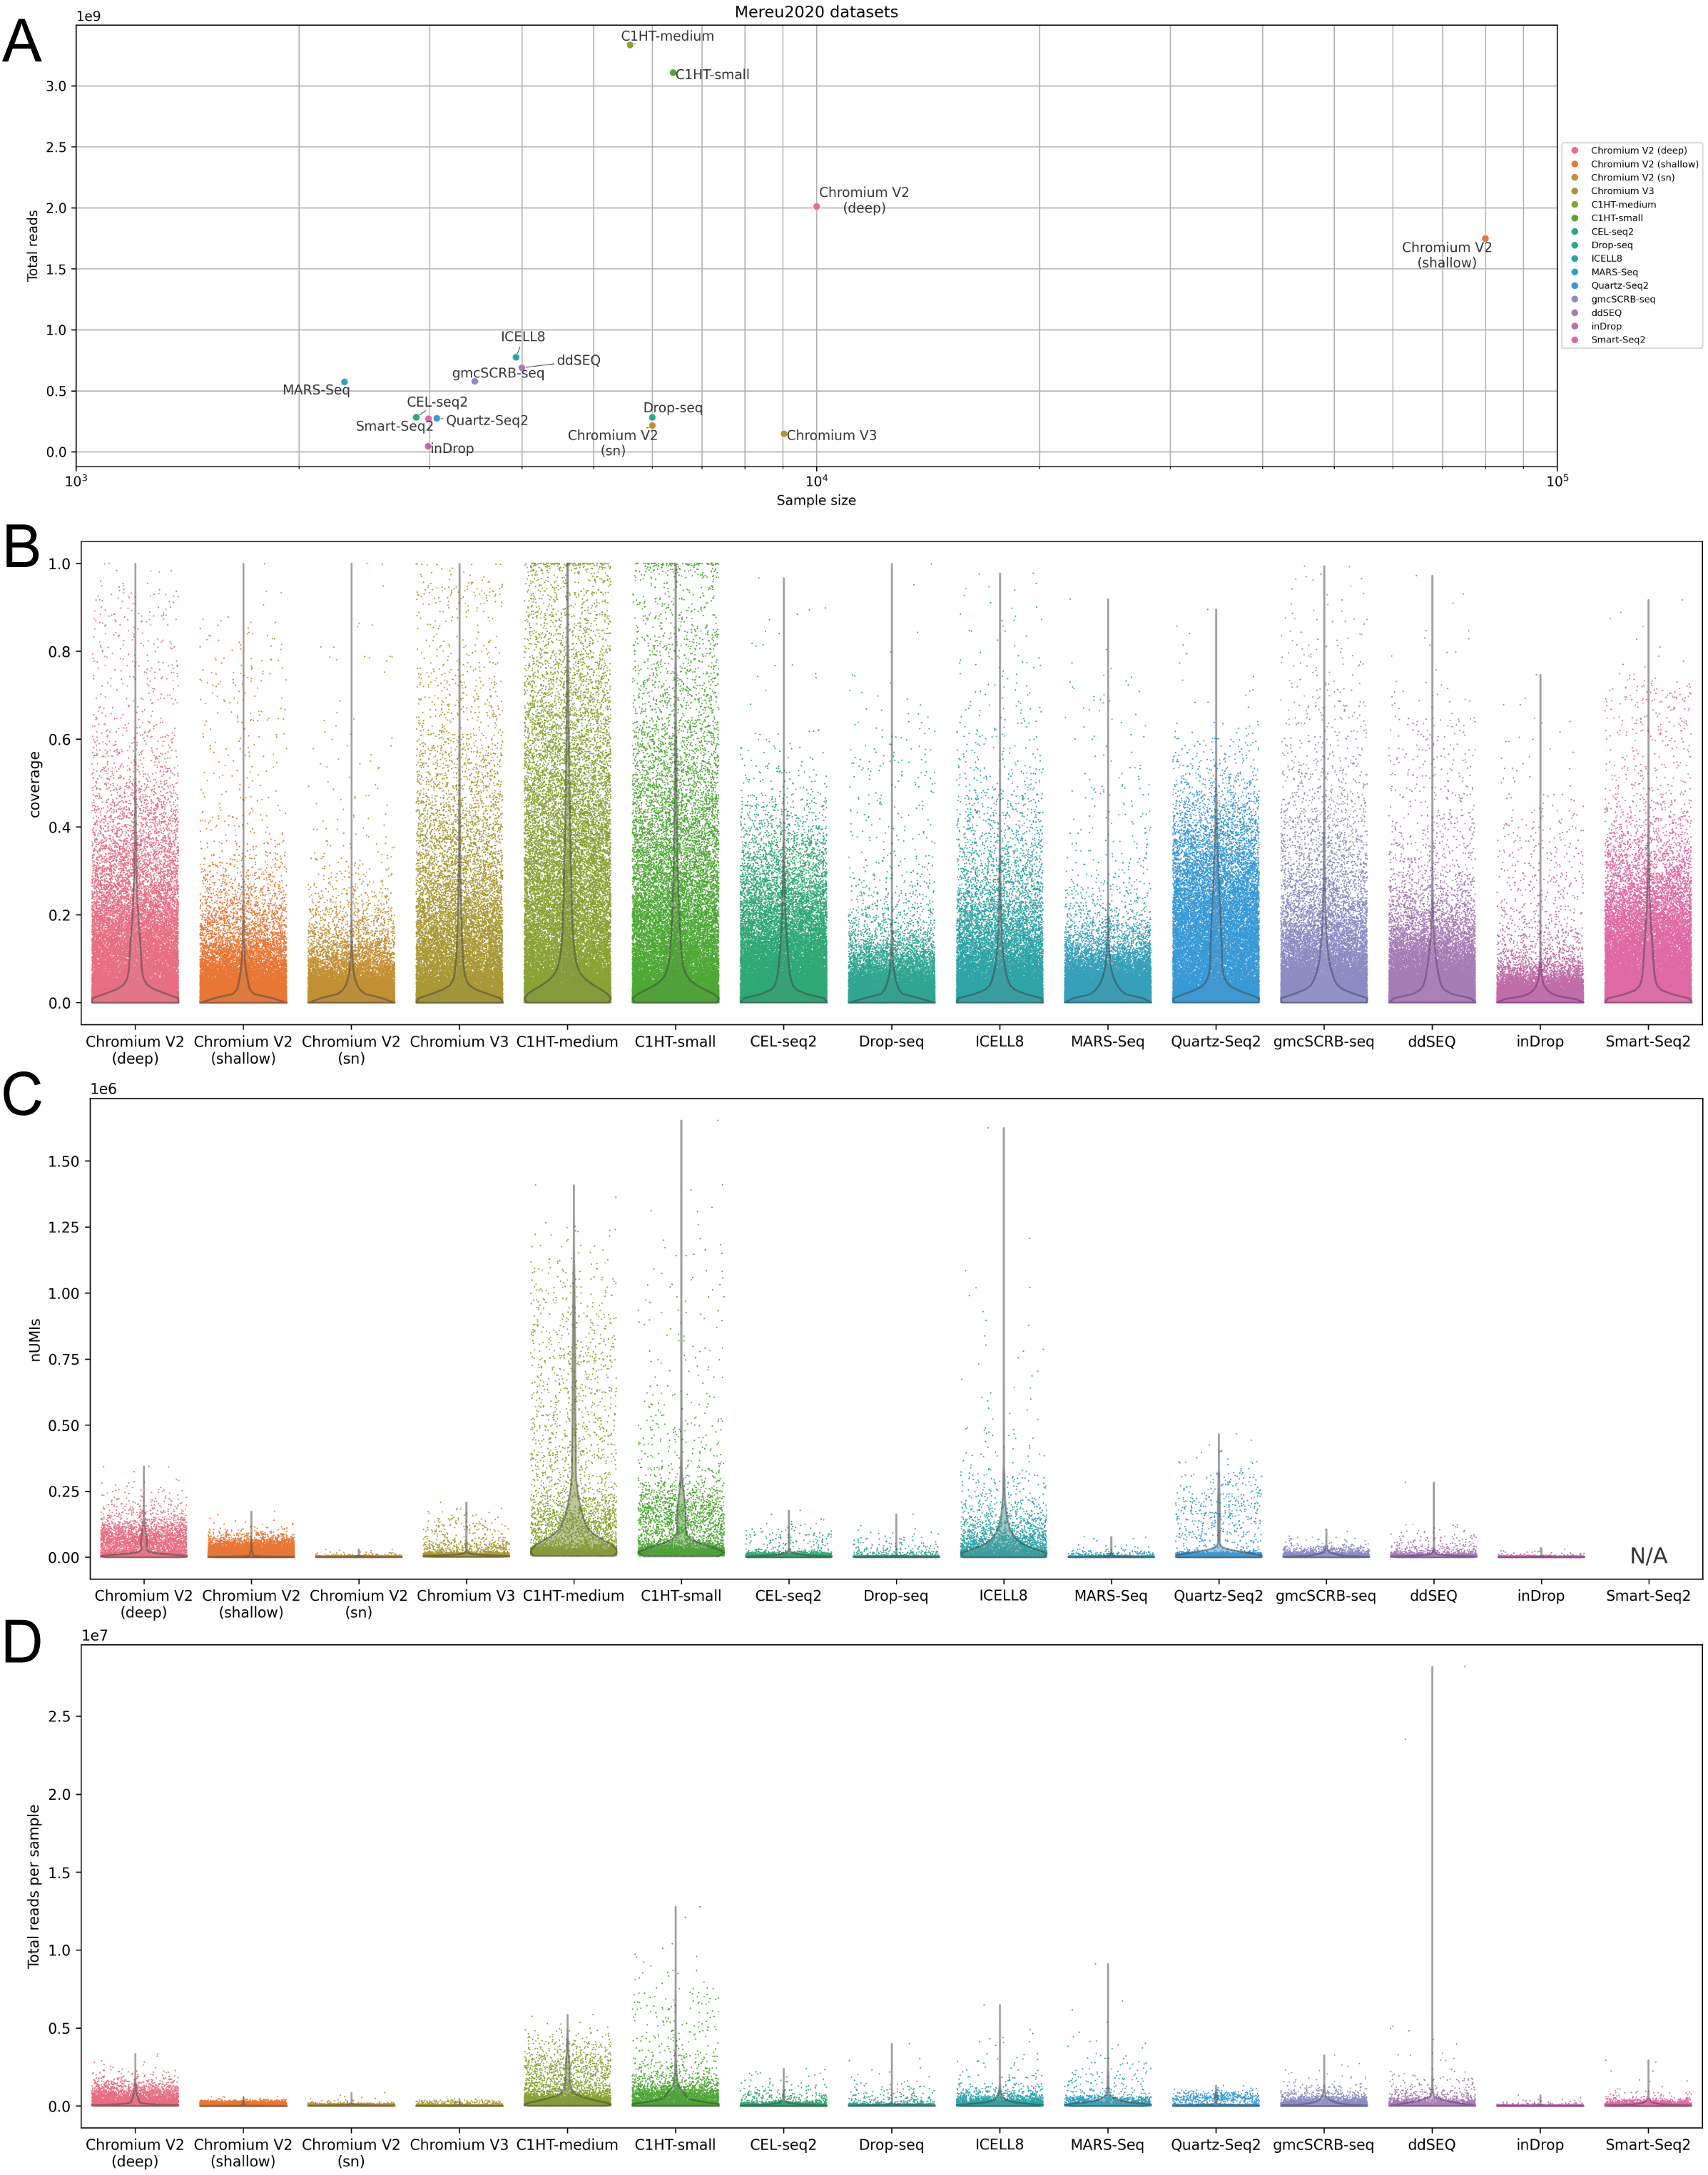 A
Mereu2020 datasets
1e9
3.0
2.5
2.0
1.5
1.0
0.5
0.0
Total reads
C1HT-medium
C1HT-small
Chromium V2
(deep)
Chromium V2
(shallow)
ICELL8
ddSEQ
gmcSCRB-seq
MARS-Seq
CEL-seq2
Smart-Seq2
Quartz-Seq2
Drop-seq
Chromium V2
(sn)
Chromium V3
inDrop
10³
10⁴
10⁵
Sample size
Chromium V2 (deep)
Chromium V2 (shallow)
Chromium V2 (sn)
Chromium V3
C1HT-medium
C1HT-small
CEL-seq2
Drop-seq
ICELL8
MARS-Seq
Quartz-Seq2
gmcSCRB-seq
ddSEQ
inDrop
Smart-Seq2
B
1.0
0.8
0.6
0.4
0.2
0.0
coverage
Chromium V2
(deep)
Chromium V2
(shallow)
Chromium V2
(sn)
Chromium V3
C1HT-medium
C1HT-small
CEL-seq2
Drop-seq
ICELL8
MARS-Seq
Quartz-Seq2
gmcSCRB-seq
ddSEQ
inDrop
Smart-Seq2
C
1e6
1.50
1.25
1.00
0.75
0.50
0.25
0.00
nUMIs
N/A
Chromium V2
(deep)
Chromium V2
(shallow)
Chromium V2
(sn)
Chromium V3
C1HT-medium
C1HT-small
CEL-seq2
Drop-seq
ICELL8
MARS-Seq
Quartz-Seq2
gmcSCRB-seq
ddSEQ
inDrop
Smart-Seq2
D
1e7
2.5
2.0
1.5
1.0
0.5
0.0
Total reads per sample
Chromium V2
(deep)
Chromium V2
(shallow)
Chromium V2
(sn)
Chromium V3
C1HT-medium
C1HT-small
CEL-seq2
Drop-seq
ICELL8
MARS-Seq
Quartz-Seq2
gmcSCRB-seq
ddSEQ
inDrop
Smart-Seq2